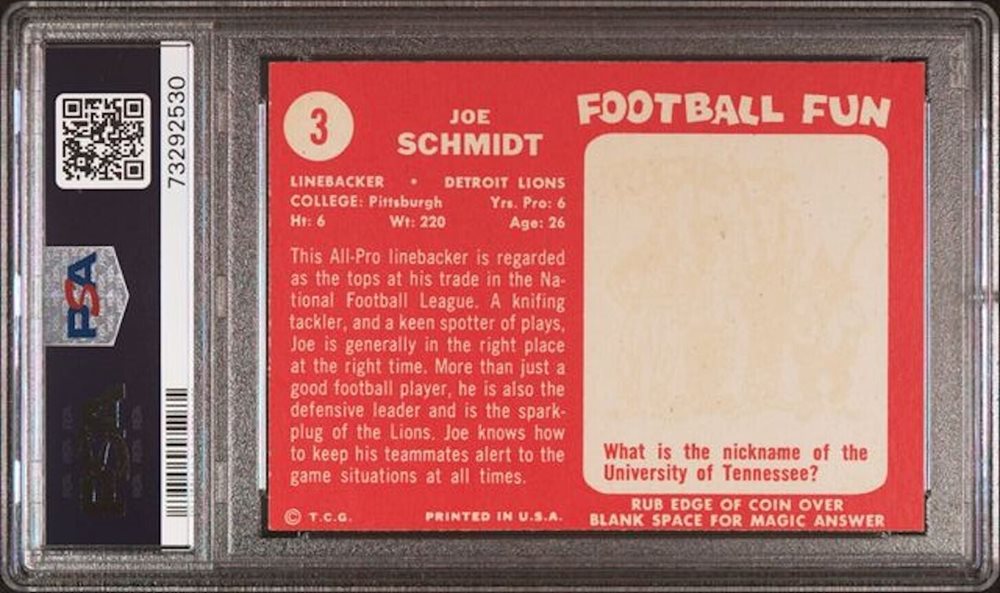 73292530
PSA
PSA
3
JOE
SCHMIDT
LINEBACKER • DETROIT LIONS
COLLEGE: Pittsburgh Yrs. Pro: 6
Ht: 6 Wt: 220 Age: 26
This All-Pro linebacker is regarded
as the tops at his trade in the Na-
tional Football League. A knifing
tackler, and a keen spotter of plays,
Joe is generally in the right place
at the right time. More than just a
good football player, he is also the
defensive leader and is the spark-
plug of the Lions. Joe knows how
to keep his teammates alert to the
game situations at all times.
© T.C.G. PRINTED IN U.S.A.
FOOTBALL FUN
What is the nickname of the
University of Tennessee?
RUB EDGE OF COIN OVER
BLANK SPACE FOR MAGIC ANSWER